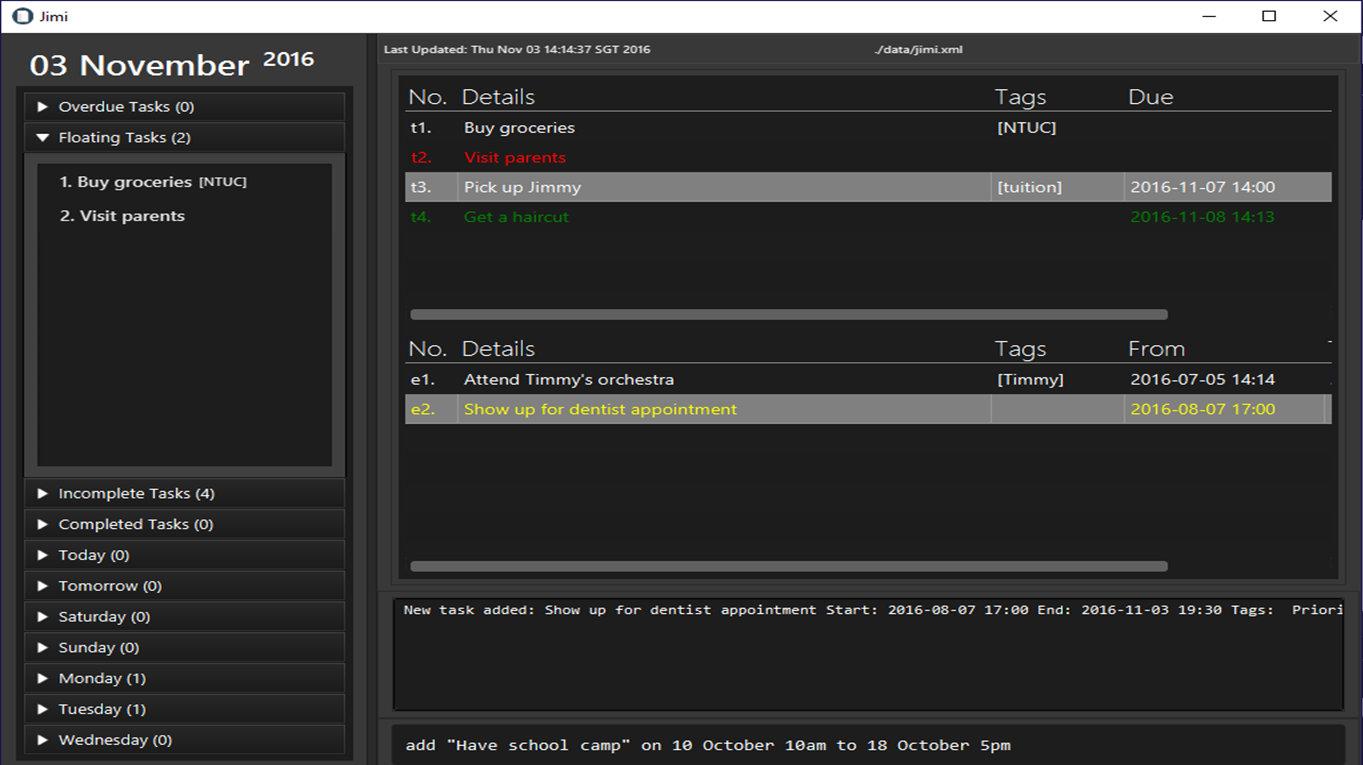 Jimi
03 November 2016
Overdue Tasks (0)
Floating Tasks (2)
1. Buy groceries [NTUC]
2. Visit parents
Incomplete Tasks (4)
Completed Tasks (0)
Today (0)
Tomorrow (0)
Saturday (0)
Sunday (0)
Monday (1)
Tuesday (1)
Wednesday (0)
Last Updated: Thu Nov 03 14:14:37 SGT 2016 ./data/jimi.xml
No. Details Tags Due
t1. Buy groceries [NTUC]
t2. Visit parents
t3. Pick up Jimmy [tuition] 2016-11-07 14:00
t4. Get a haircut 2016-11-08 14:13
No. Details Tags From
e1. Attend Timmy's orchestra [Timmy] 2016-07-05 14:14
e2. Show up for dentist appointment 2016-08-07 17:00
New task added: Show up for dentist appointment Start: 2016-08-07 17:00 End: 2016-11-03 19:30 Tags: Priori
add "Have school camp" on 10 October 10am to 18 October 5pm